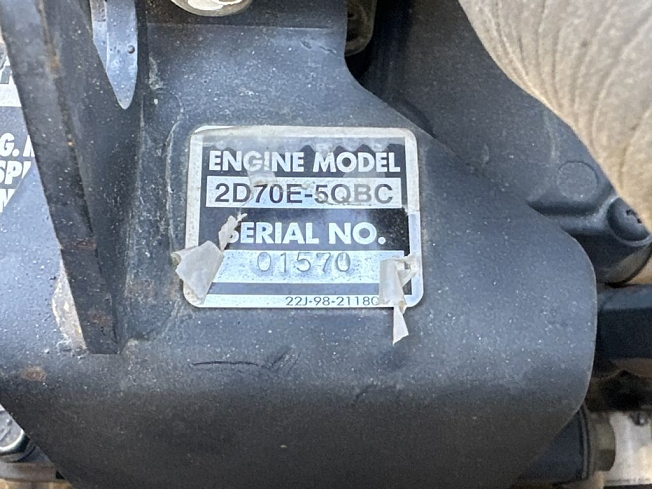 ENGINE MODEL
2D70E-5QBC
SERIAL NO.
01570
22J-98-21180